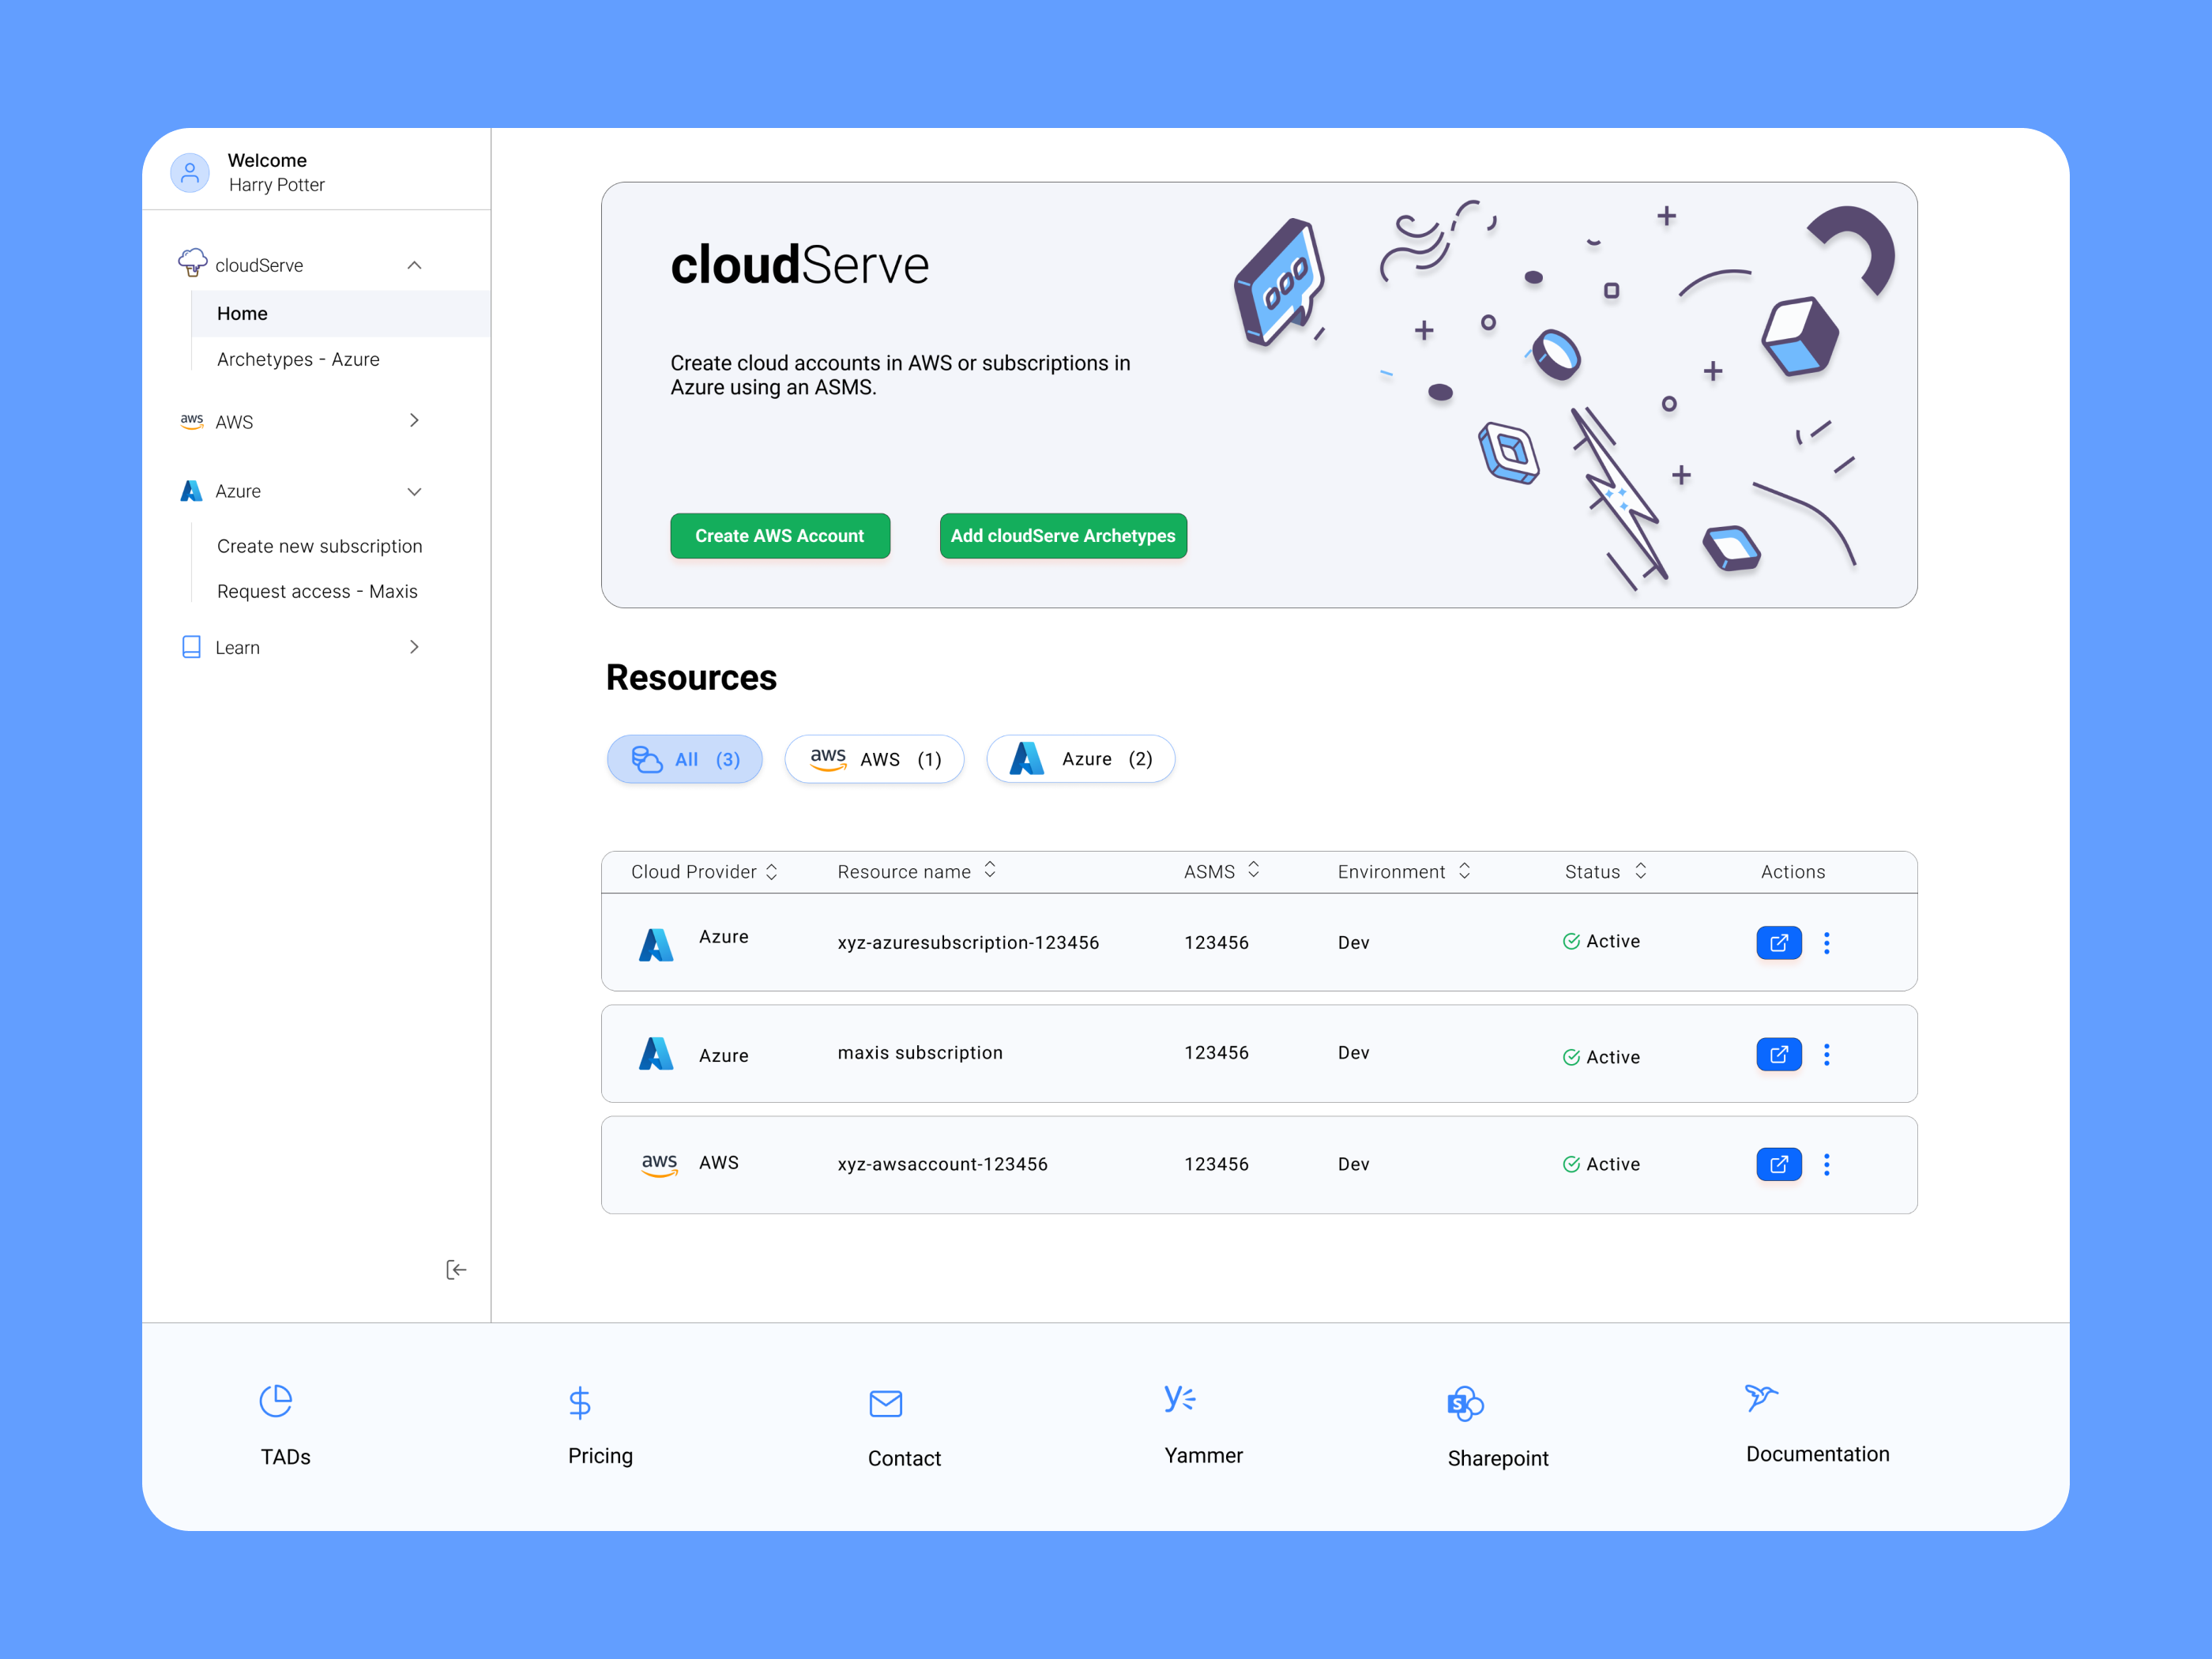 Welcome
Harry Potter
cloudServe
Home
Archetypes - Azure
aws AWS
Azure
Create new subscription
Request access - Maxis
Learn
cloudServe
Create cloud accounts in AWS or subscriptions in
Azure using an ASMS.
Create AWS Account
Add cloudServe Archetypes
Resources
All (3)
aws AWS (1)
Azure (2)
Cloud Provider Resource name ASMS Environment Status Actions
Azure xyz-azuresubscription-123456 123456 Dev Active
Azure maxis subscription 123456 Dev Active
aws AWS xyz-awsaccount-123456 123456 Dev Active
TADs
Pricing
Contact
Yammer
Sharepoint
Documentation